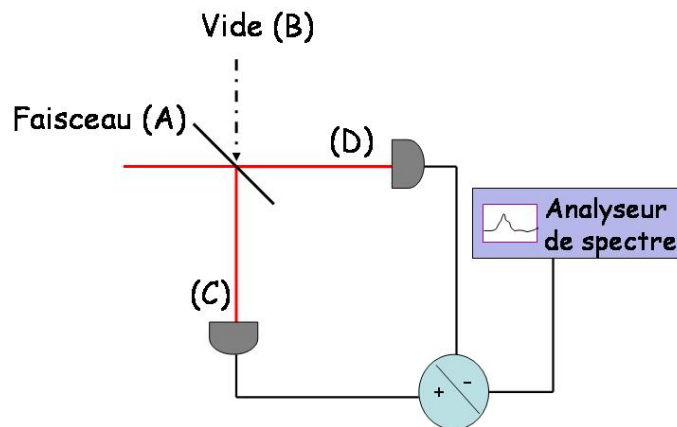 Vide (B)
Faisceau (A)
(D)
Analyseur
de spectre
(C)
+ -